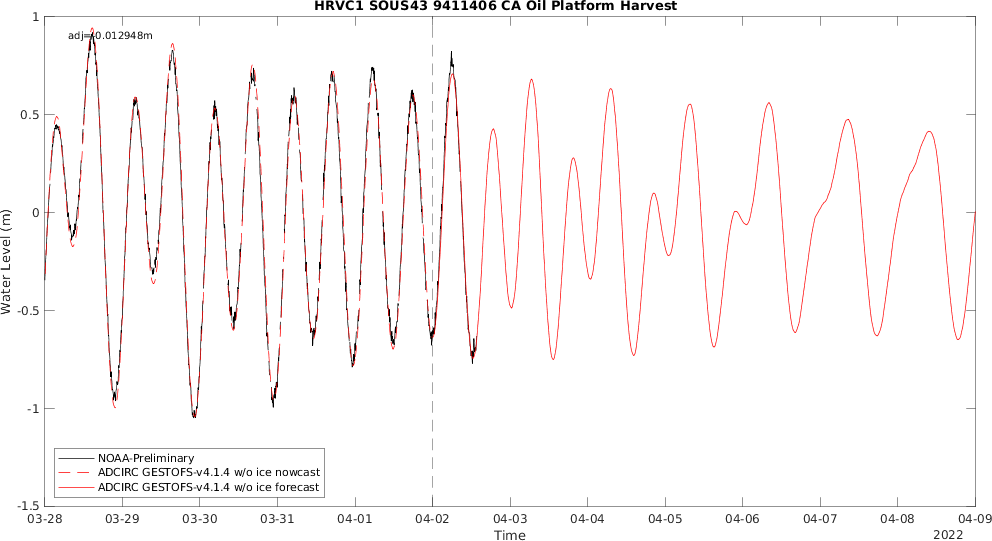 HRVC1 SOUS43 9411406 CA Oil Platform Harvest
adj=-0.012948m
1
0.5
0
-0.5
-1
-1.5
Water Level (m)
NOAA-Preliminary
ADCIRC GESTOFS-v4.1.4 w/o ice nowcast
ADCIRC GESTOFS-v4.1.4 w/o ice forecast
03-28 03-29 03-30 03-31 04-01 04-02 04-03 04-04 04-05 04-06 04-07 04-08 04-09
Time
2022